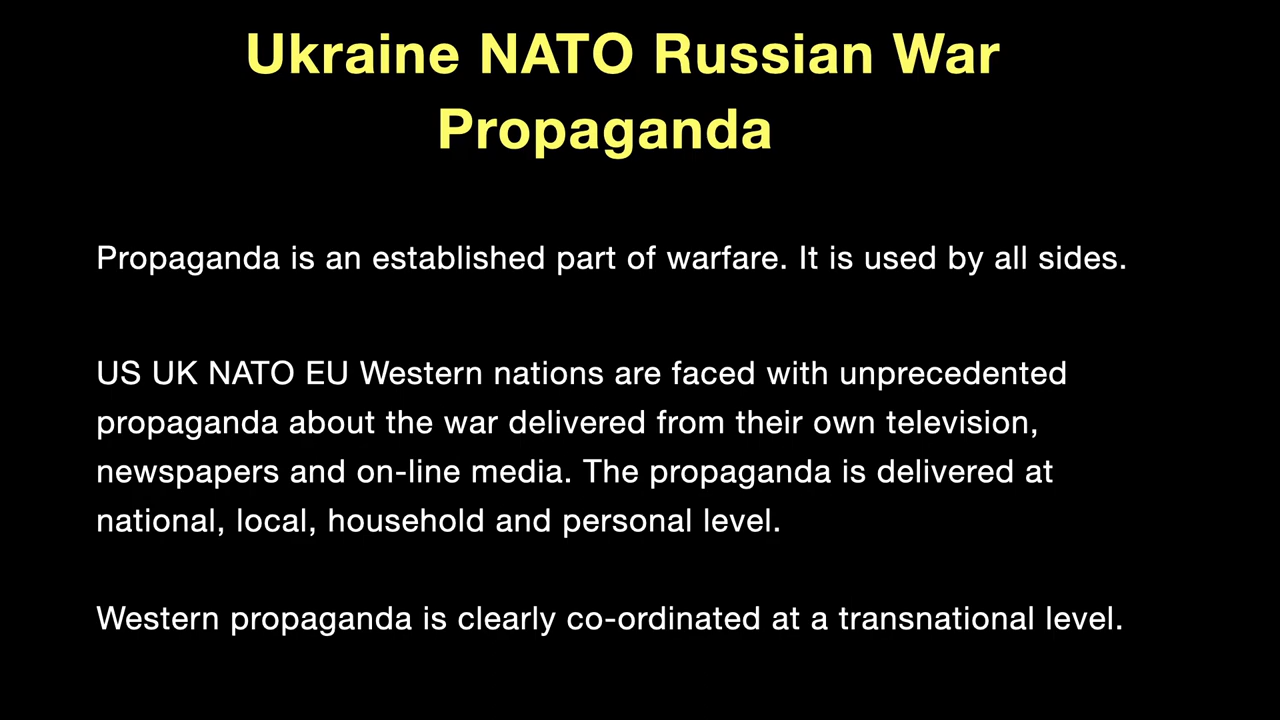 Ukraine NATO Russian War
Propaganda
Propaganda is an established part of warfare. It is used by all sides.
US UK NATO EU Western nations are faced with unprecedented
propaganda about the war delivered from their own television,
newspapers and on-line media. The propaganda is delivered at
national, local, household and personal level.
Western propaganda is clearly co-ordinated at a transnational level.